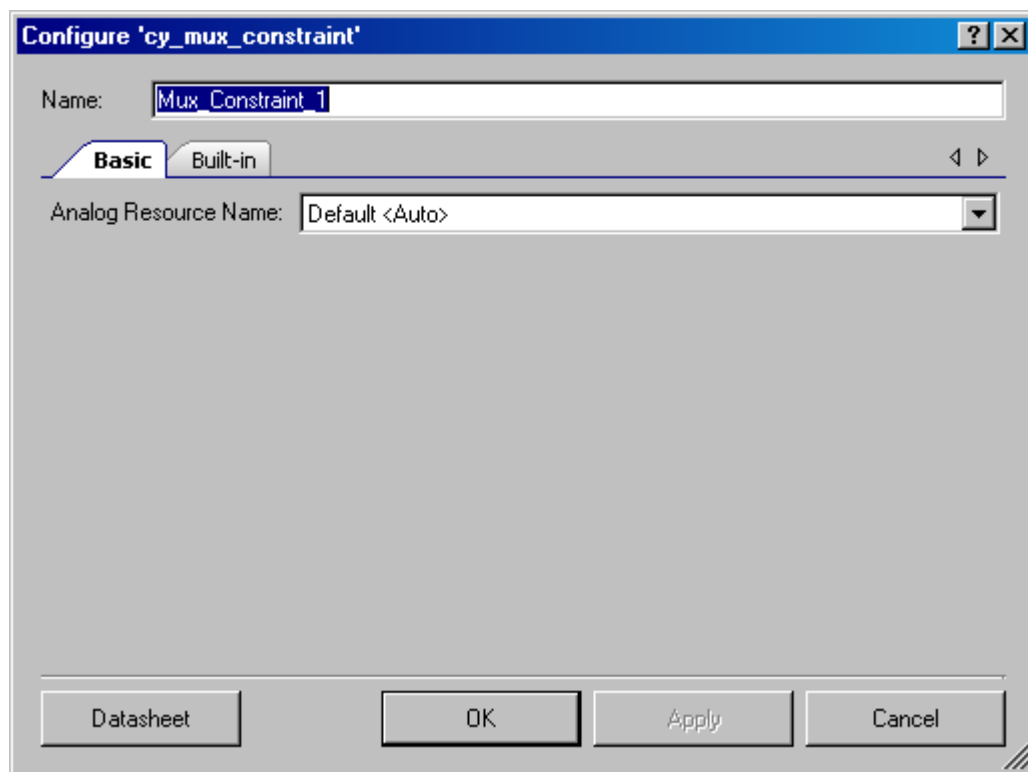 Configure 'cy_mux_constraint'
Name: Mux_Constraint_1
Basic Built-in
Analog Resource Name: Default <Auto>
Datasheet OK Apply Cancel